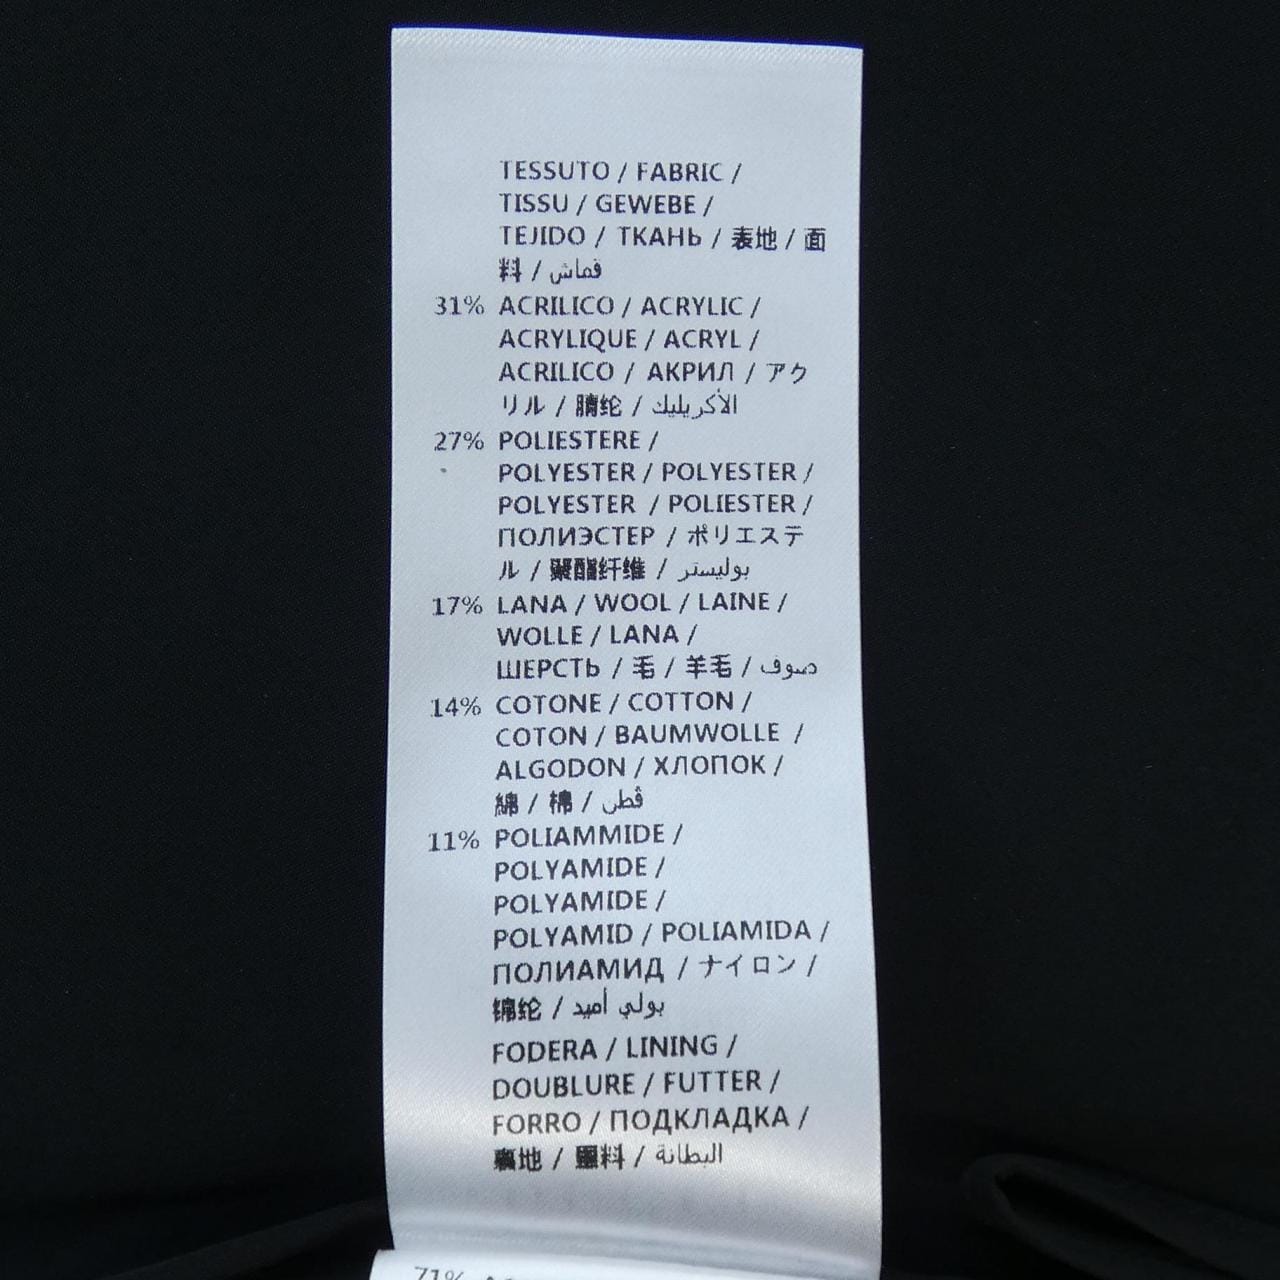 TESSUTO / FABRIC /
TISSU / GEWEBE /
TEJIDO / ТКАНЬ / 表地 / 面
料 / قماش
31% ACRILICO / ACRYLIC /
ACRYLIQUE / ACRYL /
ACRILICO / АКРИЛ / アク
リル / 腈纶 / الأكريليك
27% POLIESTERE /
POLYESTER / POLYESTER /
POLYESTER / POLIESTER /
ПОЛИЭСТЕР / ポリエステ
ル / 聚酯纤维 / بوليستر
17% LANA / WOOL / LAINE /
WOLLE / LANA /
ШЕРСТЬ / 毛 / 羊毛 / صوف
14% COTONE / COTTON /
COTON / BAUMWOLLE /
ALGODON / ХЛОПОК /
綿 / 棉 / قطن
11% POLIAMMIDE /
POLYAMIDE /
POLYAMIDE /
POLYAMID / POLIAMIDA /
ПОЛИАМИД / ナイロン /
锦纶 / بولي أميد
FODERA / LINING /
DOUBLURE / FUTTER /
FORRO / ПОДКЛАДКА /
裏地 / 里料 / البطانة
71%